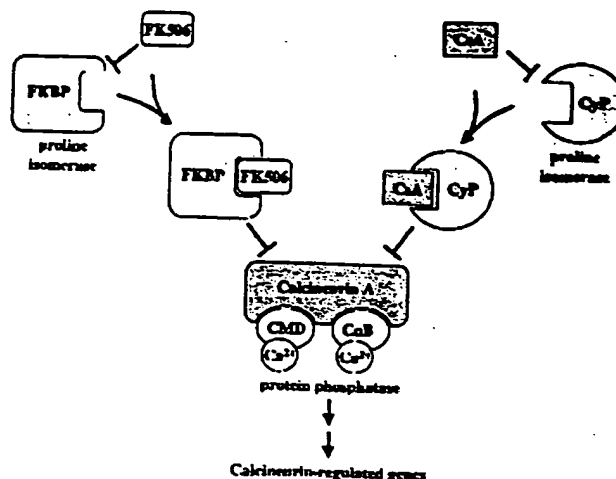 FK506
CsA
FKBP
CyP
proline
isomerase
proline
isomerase
FKBP
FK506
CsA
CyP
Calcineurin A
CMD
CnB
Ca2+
Ca2+
protein phosphatase
Calcineurin-regulated genes